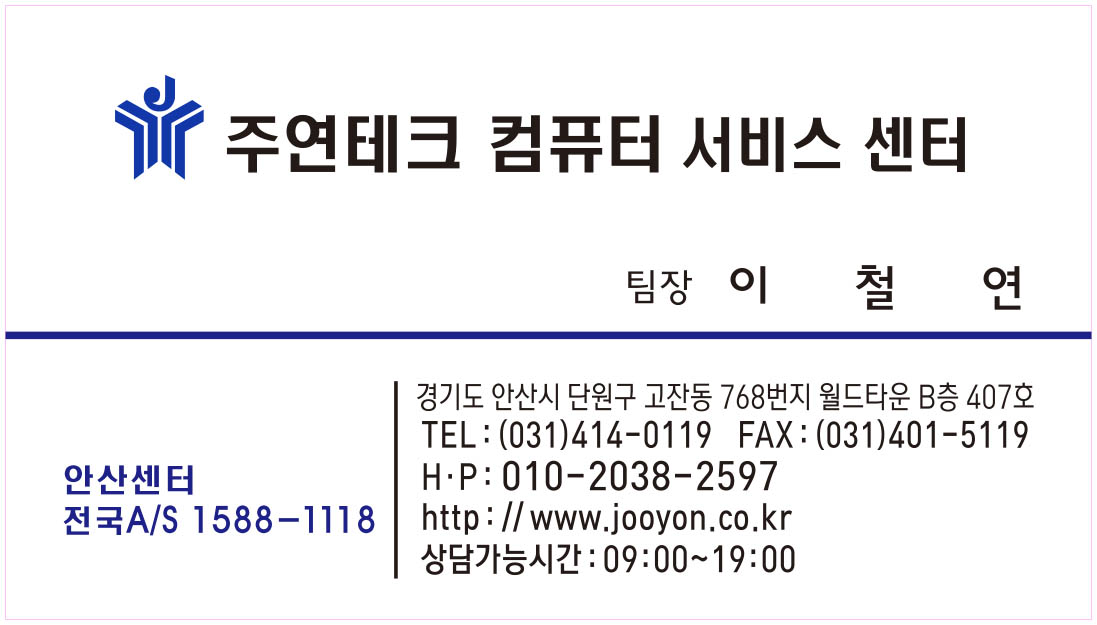 주연테크 컴퓨터 서비스 센터
팀장 이 철 연
경기도 안산시 단원구 고잔동 768번지 월드타운 B층 407호
TEL : (031)414-0119 FAX : (031)401-5119
H·P : 010-2038-2597
http : // www.jooyon.co.kr
상담가능시간 : 09:00~19:00
안산센터
전국A/S 1588-1118